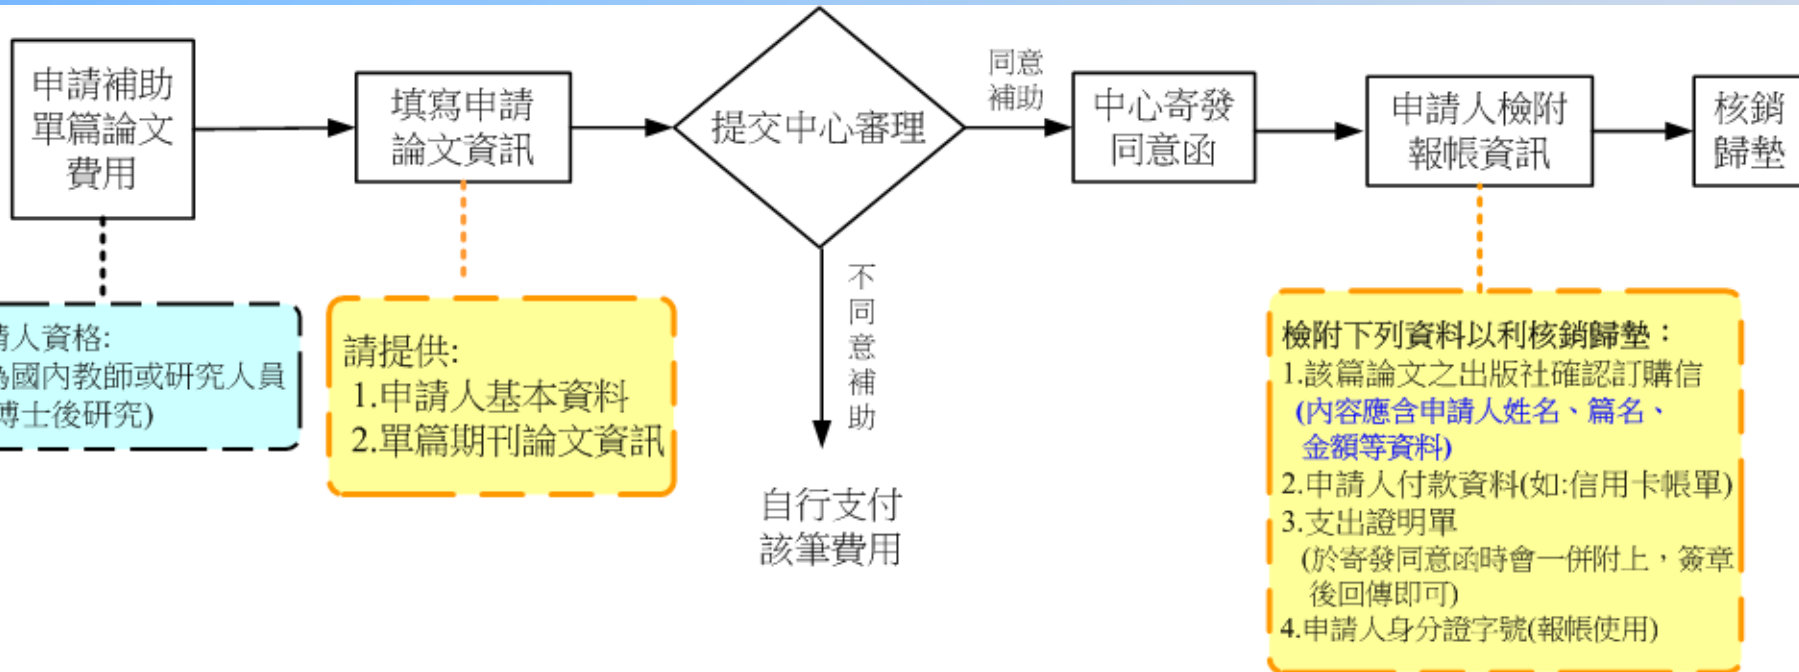 申請補助
單篇論文
費用
填寫申請
論文資訊
提交中心審理
同意
補助
中心寄發
同意函
申請人檢附
報帳資訊
核銷
歸墊
不
同
意
補
助
自行支付
該筆費用
請人資格:
為國內教師或研究人員
博士後研究)
請提供:
1.申請人基本資料
2.單篇期刊論文資訊
檢附下列資料以利核銷歸墊：
1.該篇論文之出版社確認訂購信
(內容應含申請人姓名、篇名、
金額等資料)
2.申請人付款資料(如:信用卡帳單)
3.支出證明單
(於寄發同意函時會一併附上，簽章
後回傳即可)
4.申請人身分證字號(報帳使用)